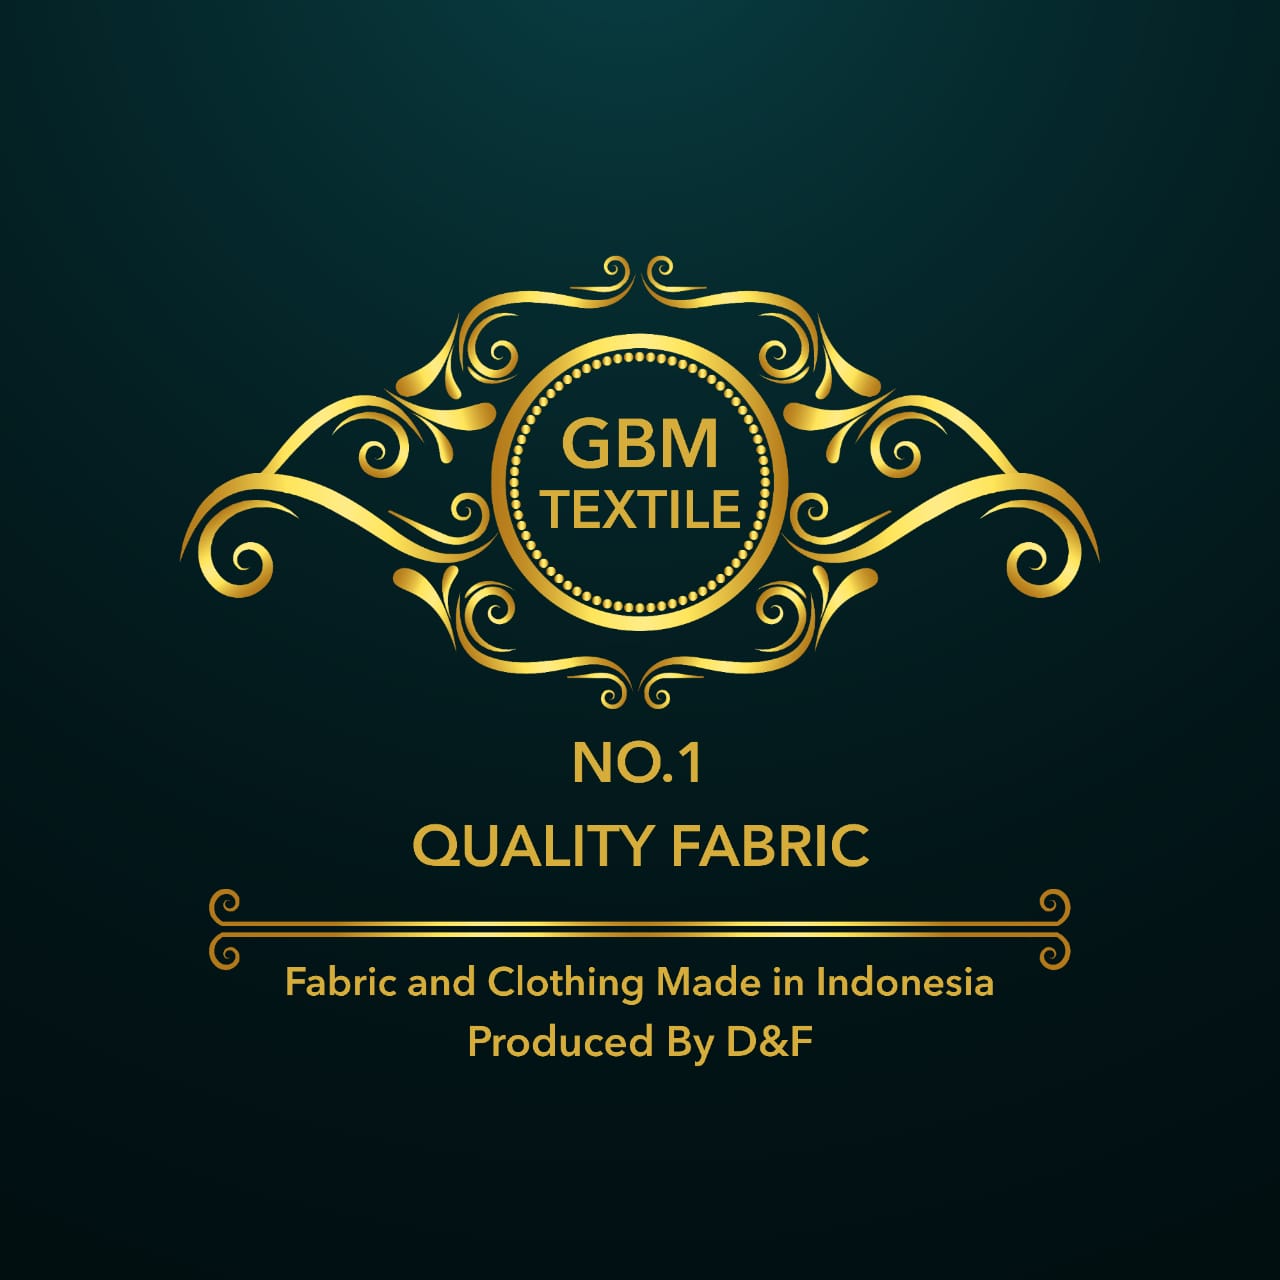 GBM
TEXTILE
NO.1
QUALITY FABRIC
Fabric and Clothing Made in Indonesia
Produced By D&F